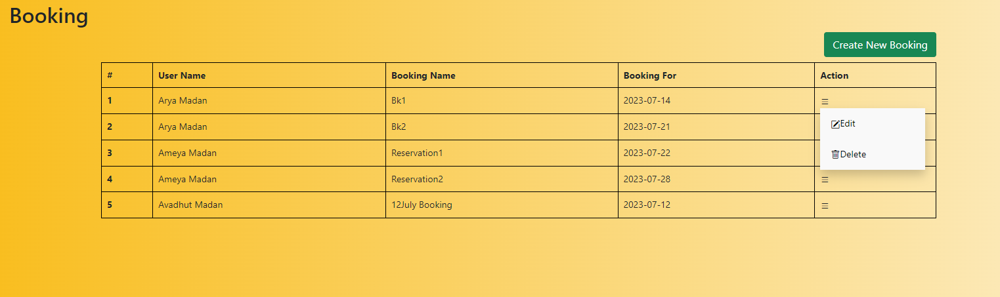 Booking
Create New Booking
# User Name Booking Name Booking For Action
1 Arya Madan Bk1 2023-07-14
2 Arya Madan Bk2 2023-07-21
Edit
3 Ameya Madan Reservation1 2023-07-22
Delete
4 Ameya Madan Reservation2 2023-07-28
5 Avadhut Madan 12July Booking 2023-07-12